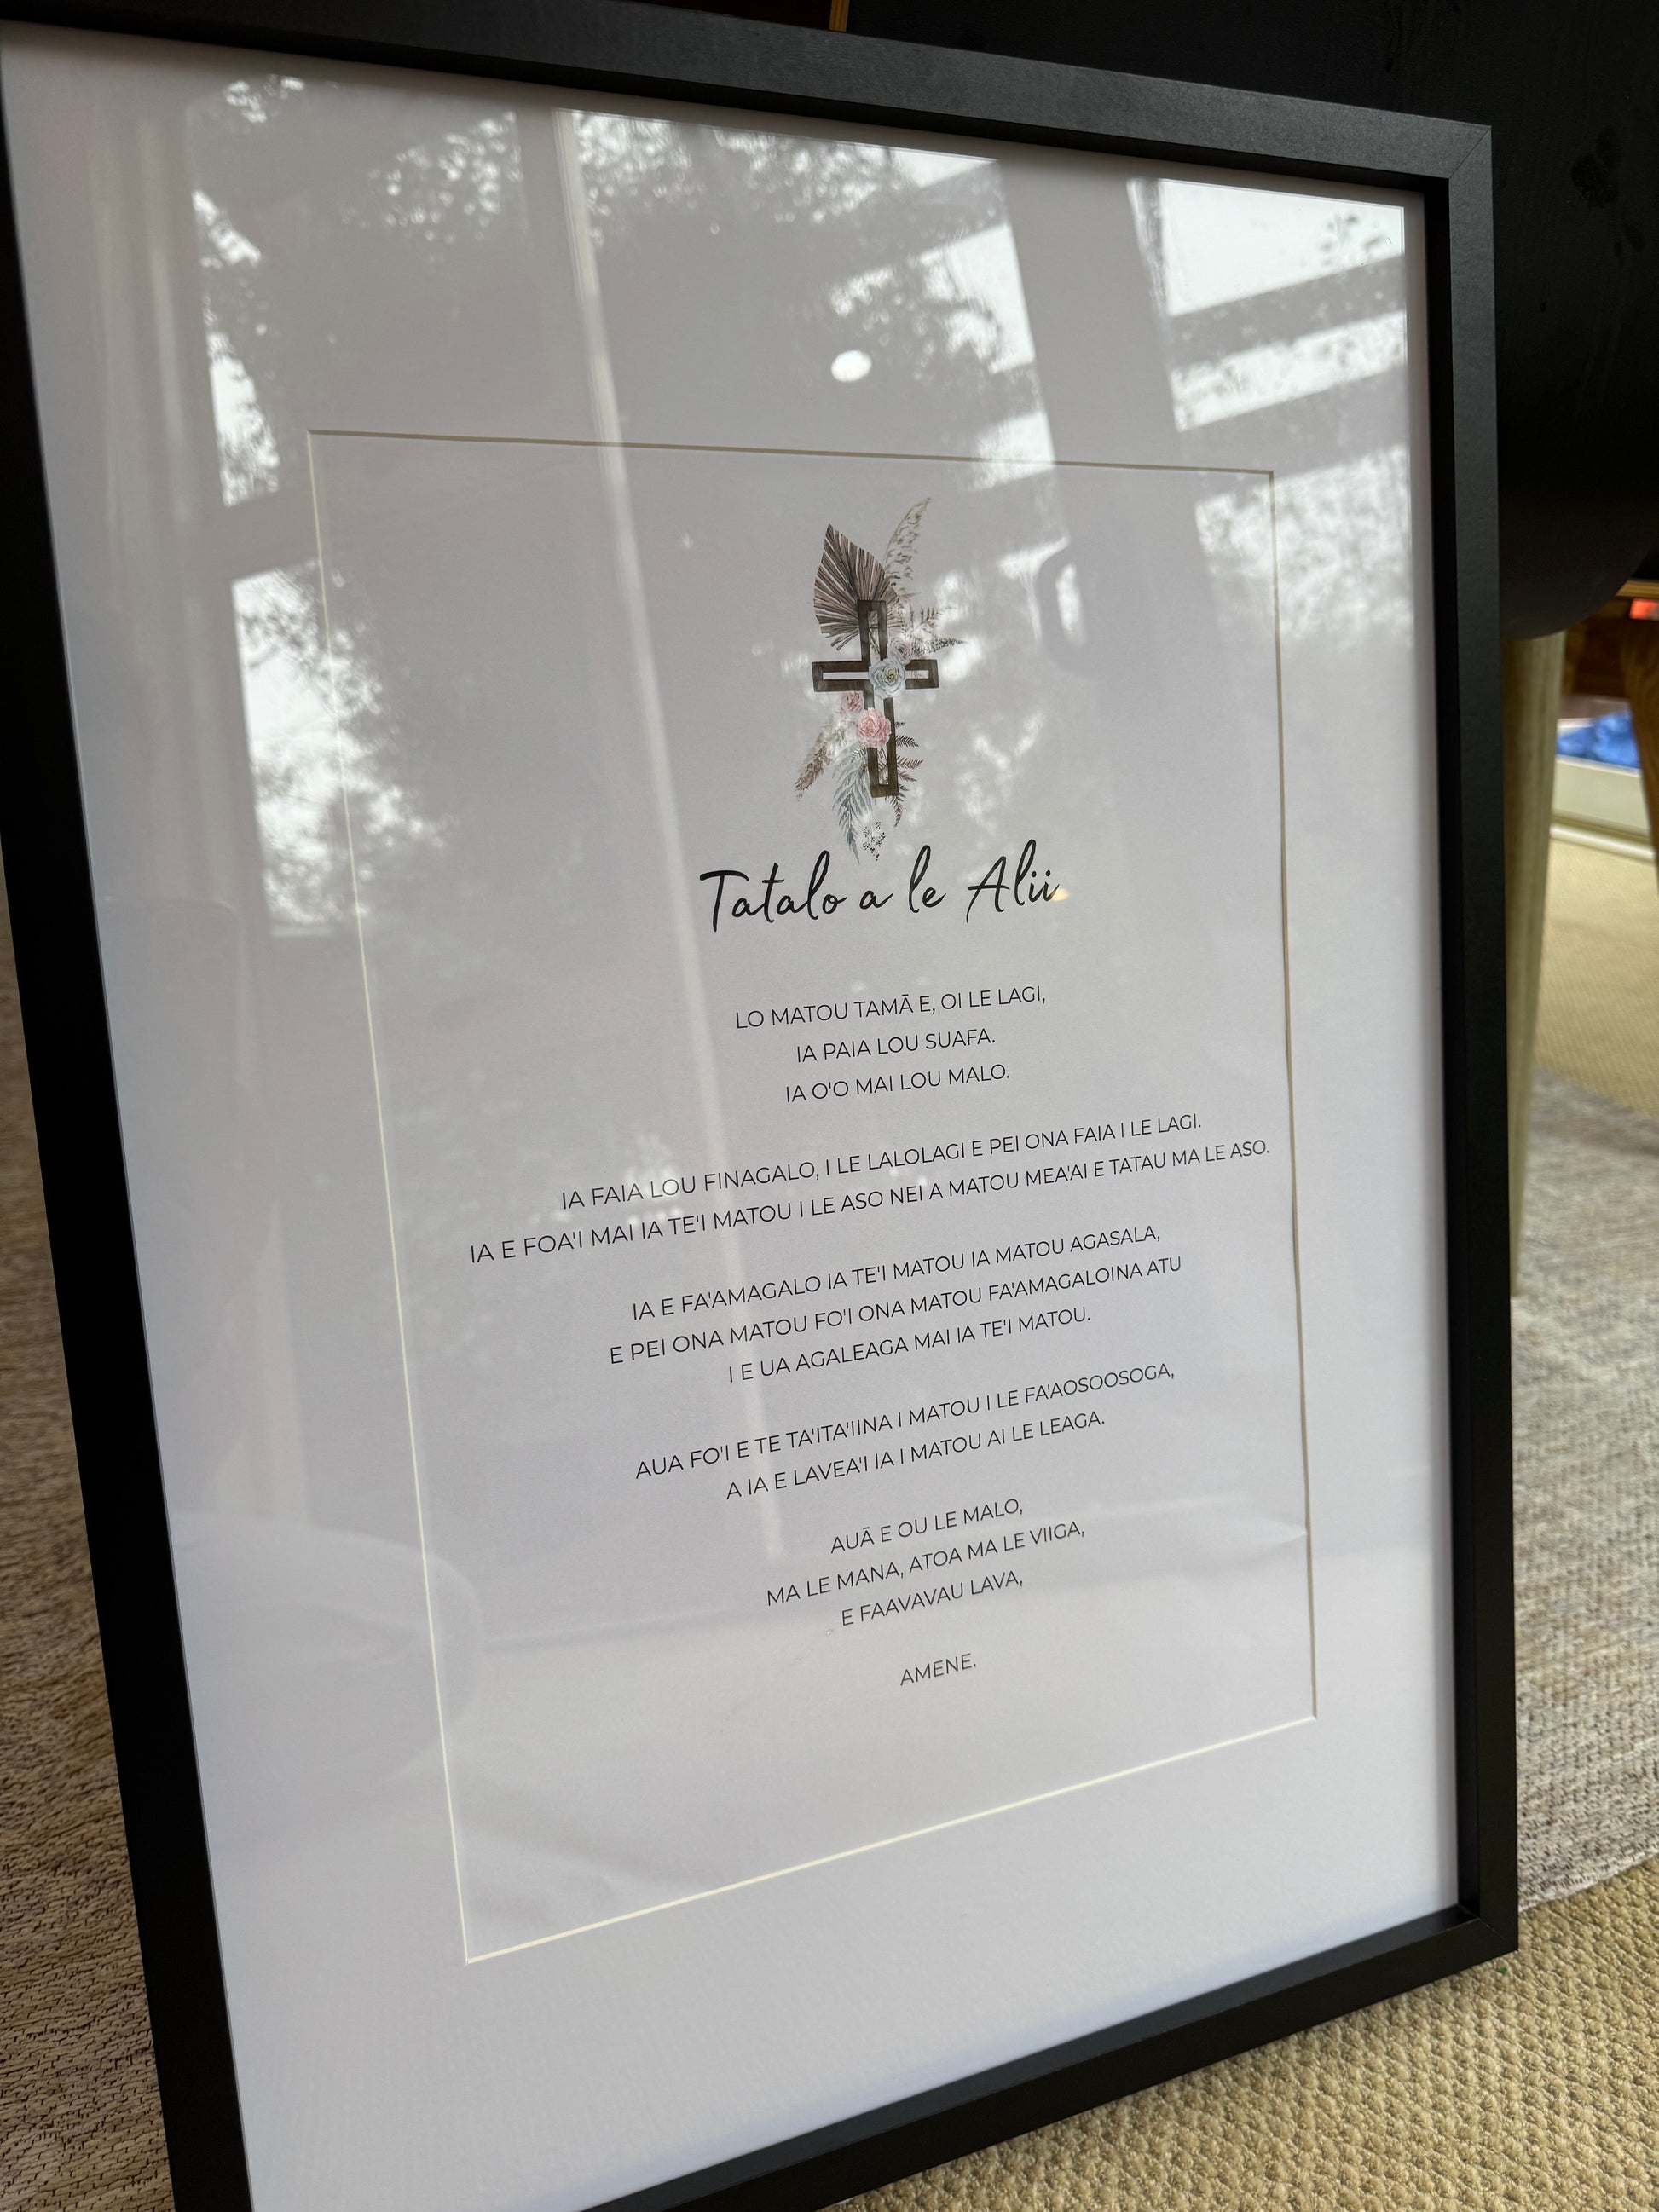 Tatalo a le Alii
LO MATOU TAMĀ E, OI LE LAGI,
IA PAIA LOU SUAFA.
IA O'O MAI LOU MALO.
IA FAIA LOU FINAGALO, I LE LALOLAGI E PEI ONA FAIA I LE LAGI.
IA E FOA'I MAI IA TE'I MATOU I LE ASO NEI A MATOU MEA'AI E TATAU MA LE ASO.
IA E FA'AMAGALO IA TE'I MATOU IA MATOU AGASALA,
E PEI ONA MATOU FO'I ONA MATOU FA'AMAGALOINA ATU
I E UA AGALEAGA MAI IA TE'I MATOU.
AUA FO'I E TE TA'ITA'IINA I MATOU I LE FA'AOSOOSOGA,
A IA E LAVEA'I IA I MATOU AI LE LEAGA.
AUĀ E OU LE MALO,
MA LE MANA, ATOA MA LE VIIGA,
E FAAVAVAU LAVA,
AMENE.